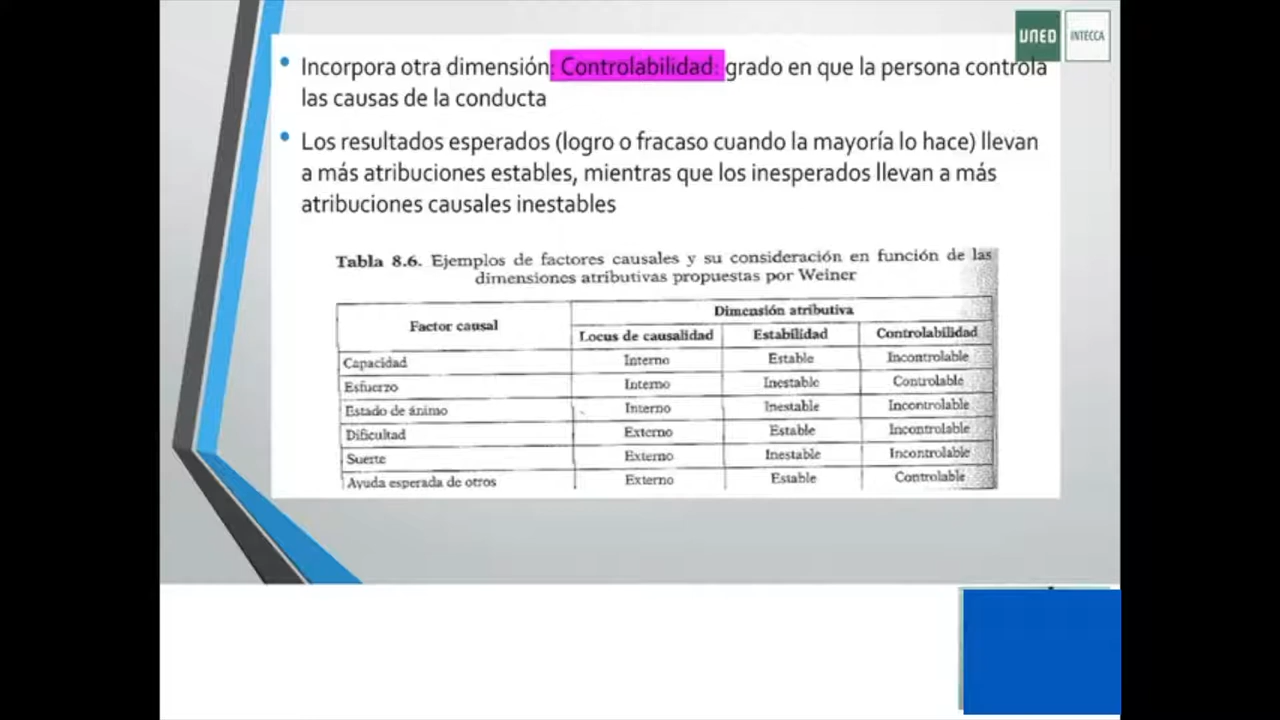 UNED
INTECCA
Incorpora otra dimensión: Controlabilidad: grado en que la persona controla
las causas de la conducta
Los resultados esperados (logro o fracaso cuando la mayoría lo hace) llevan
a más atribuciones estables, mientras que los inesperados llevan a más
atribuciones causales inestables
Tabla 8.6. Ejemplos de factores causales y su consideración en función de las
dimensiones atributivas propuestas por Weiner
Factor causal Dimensión atributiva
Locus de causalidad Estabilidad Controlabilidad
Capacidad Interno Estable Incontrolable
Esfuerzo Interno Inestable Controlable
Estado de ánimo Interno Inestable Incontrolable
Dificultad Externo Estable Incontrolable
Suerte Externo Inestable Incontrolable
Ayuda esperada de otros Externo Estable Controlable